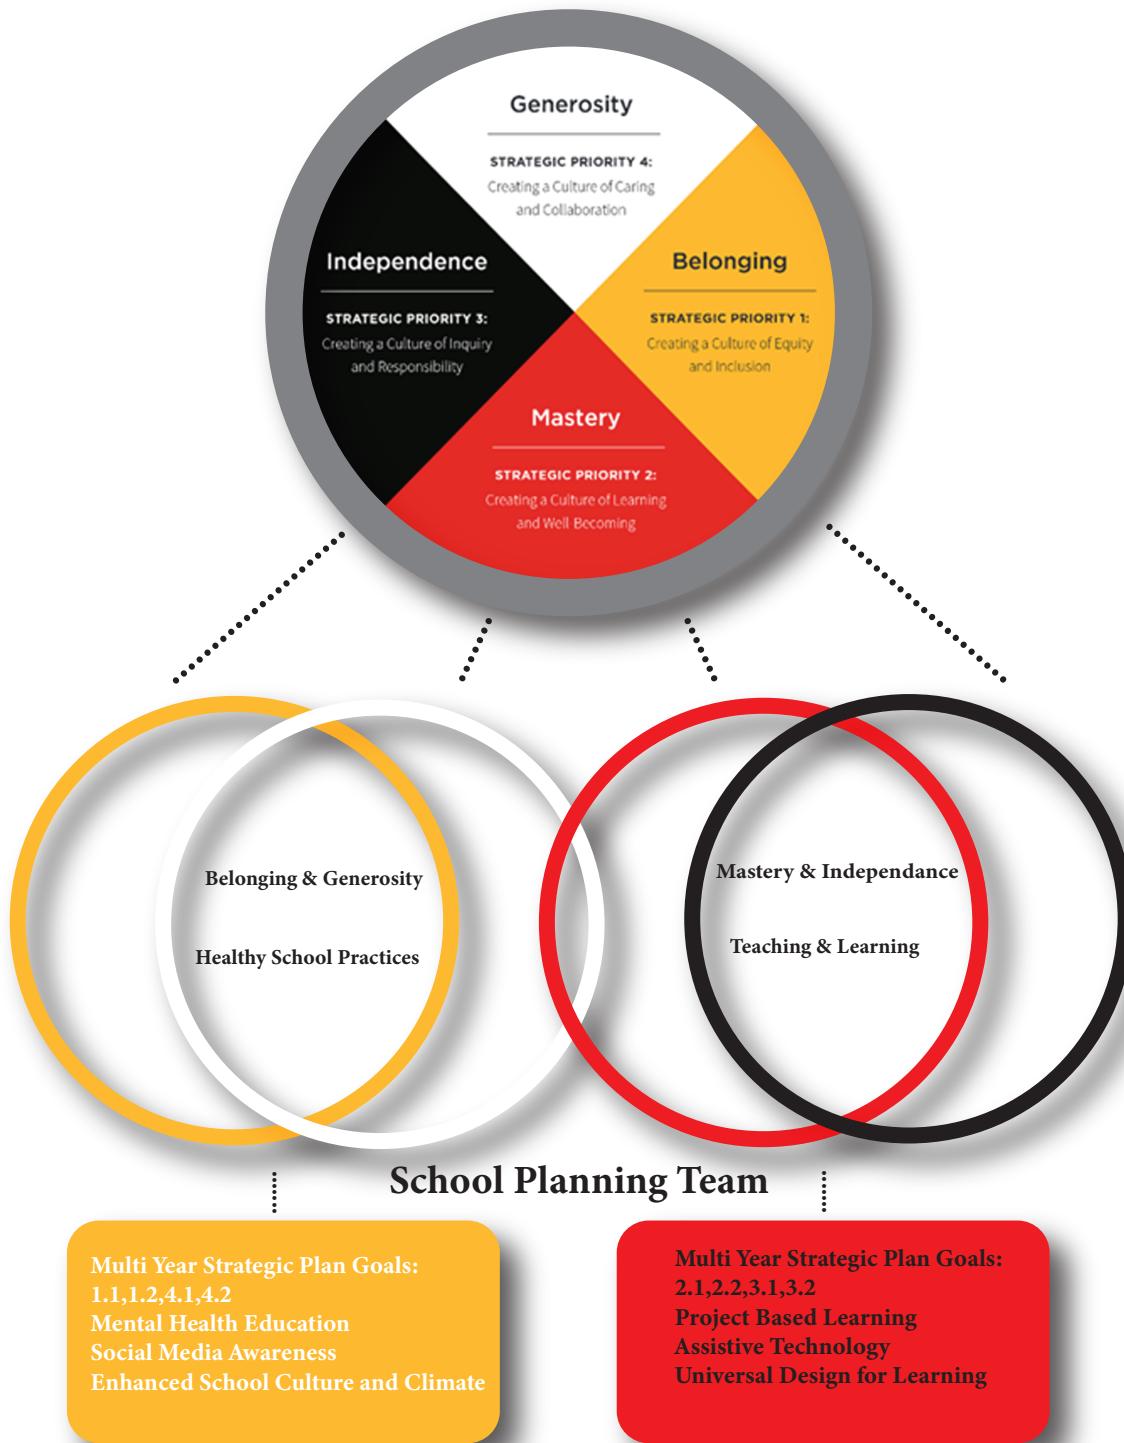 Generosity
STRATEGIC PRIORITY 4:
Creating a Culture of Caring
and Collaboration
Independence
STRATEGIC PRIORITY 3:
Creating a Culture of Inquiry
and Responsibility
Belonging
STRATEGIC PRIORITY 1:
Creating a Culture of Equity
and Inclusion
Mastery
STRATEGIC PRIORITY 2:
Creating a Culture of Learning
and Well-Becoming
Belonging & Generosity
Healthy School Practices
Mastery & Independance
Teaching & Learning
School Planning Team
Multi Year Strategic Plan Goals:
1.1,1.2,4.1,4.2
Mental Health Education
Social Media Awareness
Enhanced School Culture and Climate
Multi Year Strategic Plan Goals:
2.1,2.2,3.1,3.2
Project Based Learning
Assistive Technology
Universal Design for Learning